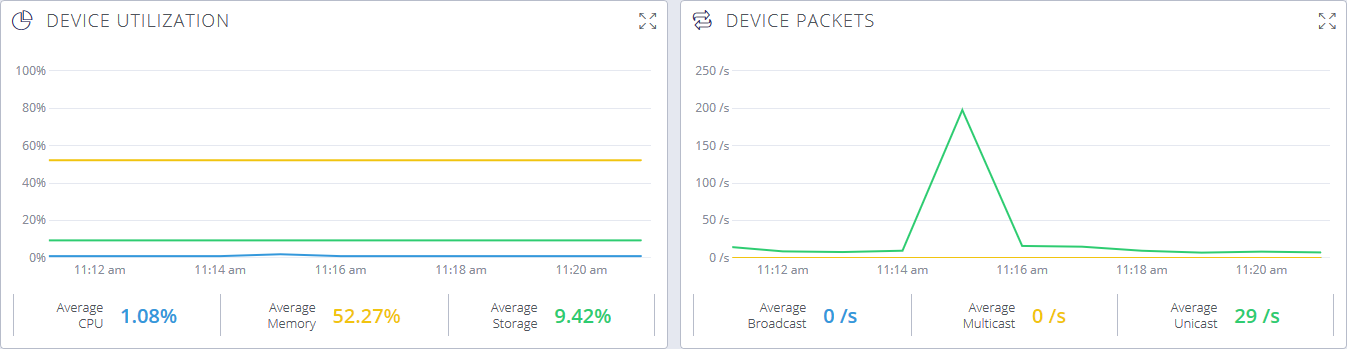 DEVICE UTILIZATION
100%
80%
60%
40%
20%
0%
11:12 am 11:14 am 11:16 am 11:18 am 11:20 am
Average CPU 1.08%
Average Memory 52.27%
Average Storage 9.42%
DEVICE PACKETS
250 /s
200 /s
150 /s
100 /s
50 /s
0 /s
11:12 am 11:14 am 11:16 am 11:18 am 11:20 am
Average Broadcast 0 /s
Average Multicast 0 /s
Average Unicast 29 /s